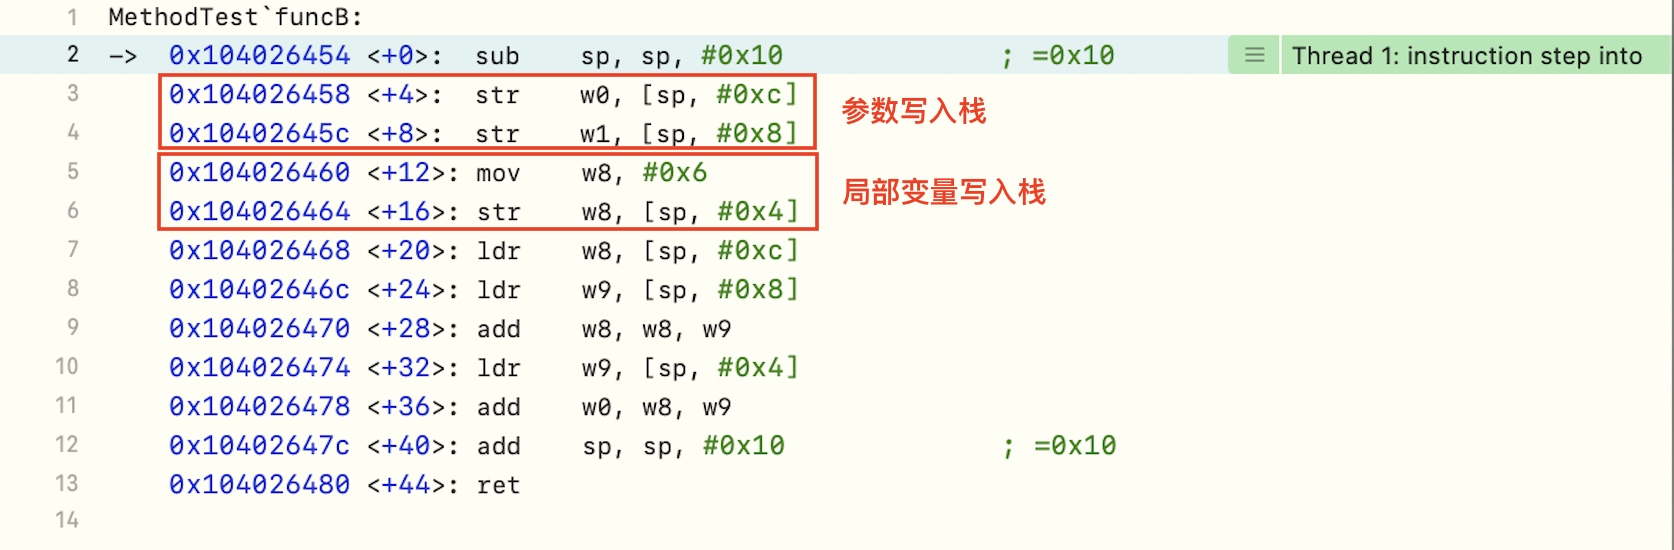 1 MethodTest`funcB:
2 -> 0x104026454 <+0>: sub sp, sp, #0x10 ; =0x10 Thread 1: instruction step into
3 0x104026458 <+4>: str w0, [sp, #0xc] 参数写入栈
4 0x10402645c <+8>: str w1, [sp, #0x8]
5 0x104026460 <+12>: mov w8, #0x6 局部变量写入栈
6 0x104026464 <+16>: str w8, [sp, #0x4]
7 0x104026468 <+20>: ldr w8, [sp, #0xc]
8 0x10402646c <+24>: ldr w9, [sp, #0x8]
9 0x104026470 <+28>: add w8, w8, w9
10 0x104026474 <+32>: ldr w9, [sp, #0x4]
11 0x104026478 <+36>: add w0, w8, w9
12 0x10402647c <+40>: add sp, sp, #0x10 ; =0x10
13 0x104026480 <+44>: ret
14